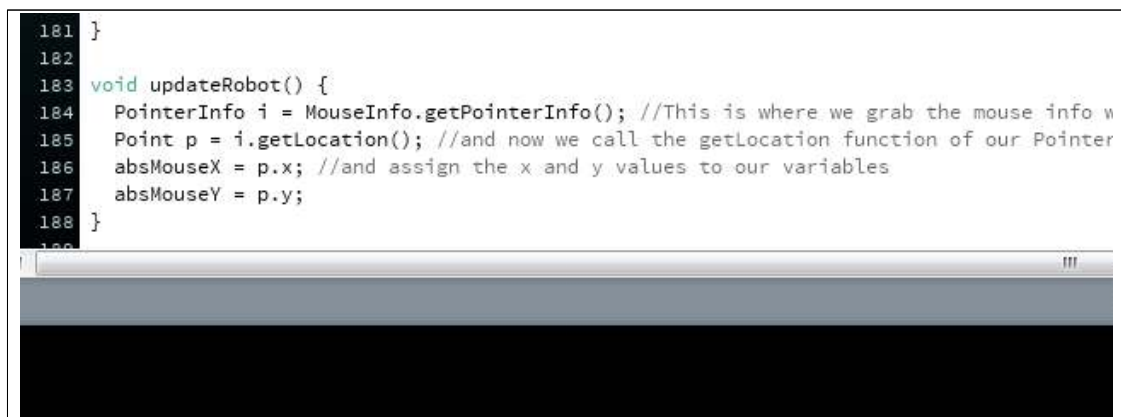 181 }
182
183 void updateRobot() {
184 PointerInfo i = MouseInfo.getPointerInfo(); //This is where we grab the mouse info w
185 Point p = i.getLocation(); //and now we call the getLocation function of our Pointer
186 absMouseX = p.x; //and assign the x and y values to our variables
187 absMouseY = p.y;
188 }